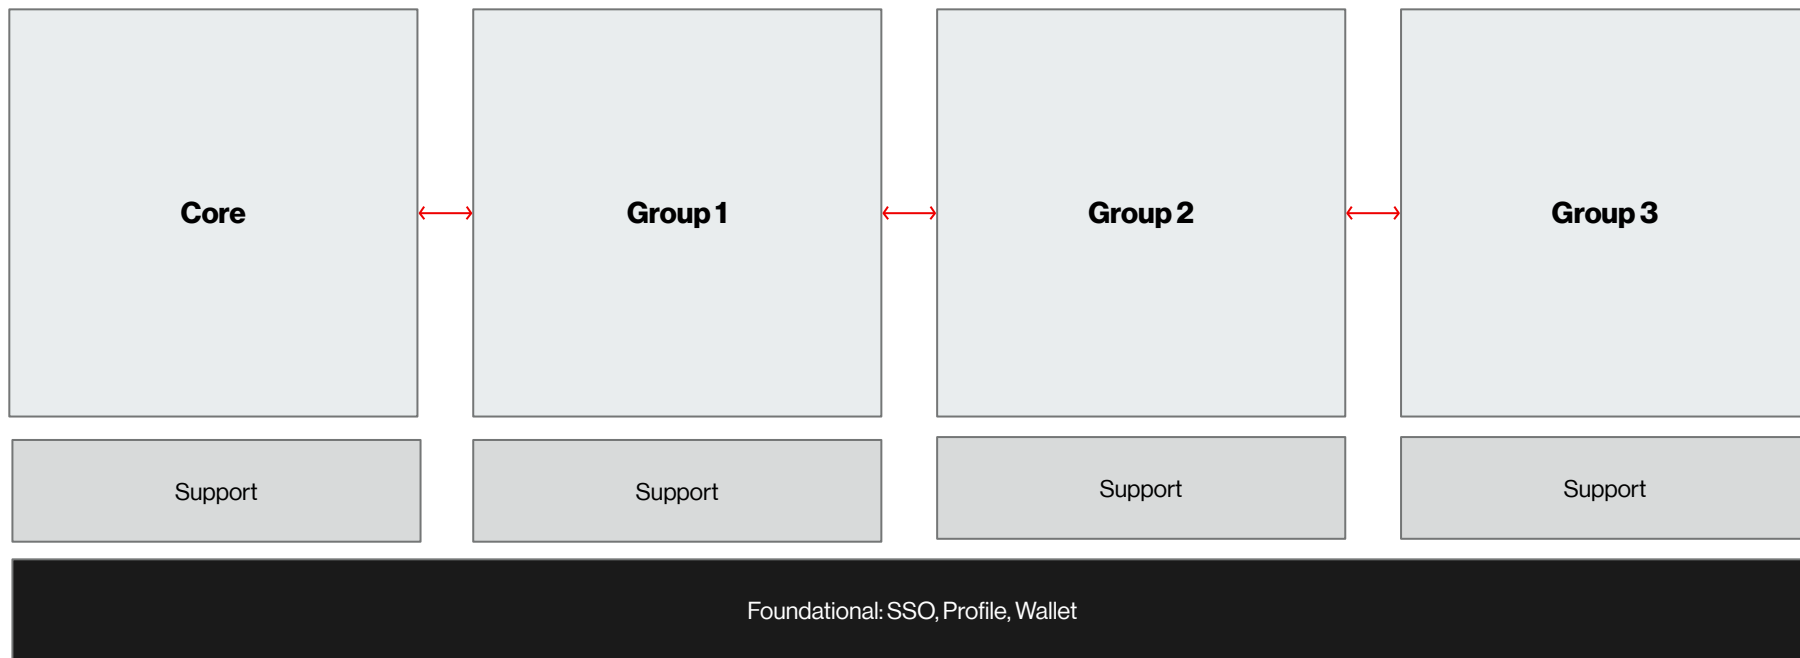 Core
Group 1
Group 2
Group 3
Support
Support
Support
Support
Foundational: SSO, Profile, Wallet